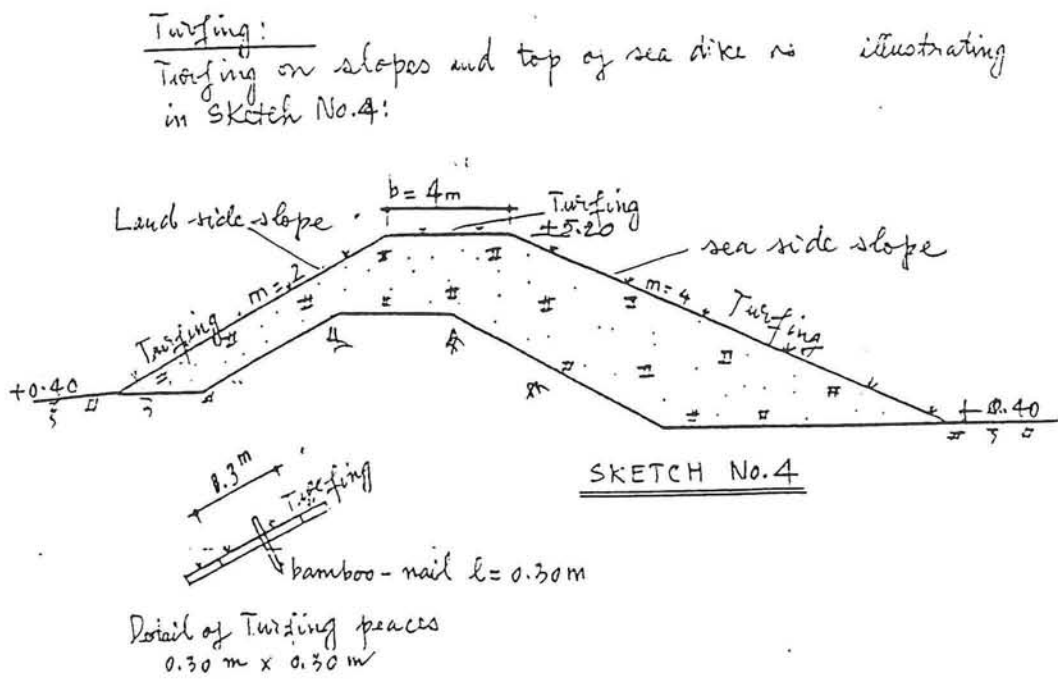 Turfing:
Turfing on slopes and top of sea dike is illustrating
in Sketch No.4:
b = 4m
Land side slope
Turfing
+5.20
sea side slope
m = 2
m = 4
Turfing
Turfing
+0.40
+0.40
0.3m
Turfing
SKETCH No.4
bamboo-nail l = 0.30 m
Detail of Turfing peaces
0.30 m x 0.30 m